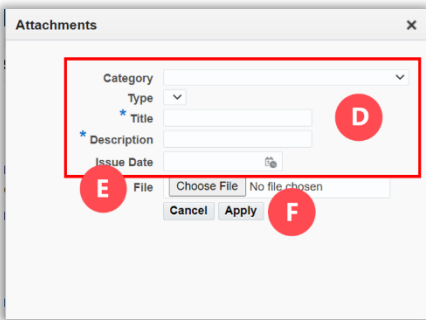 Attachments ×
Category
Type
* Title
* Description
Issue Date
D
E File Choose File No file chosen
Cancel Apply F